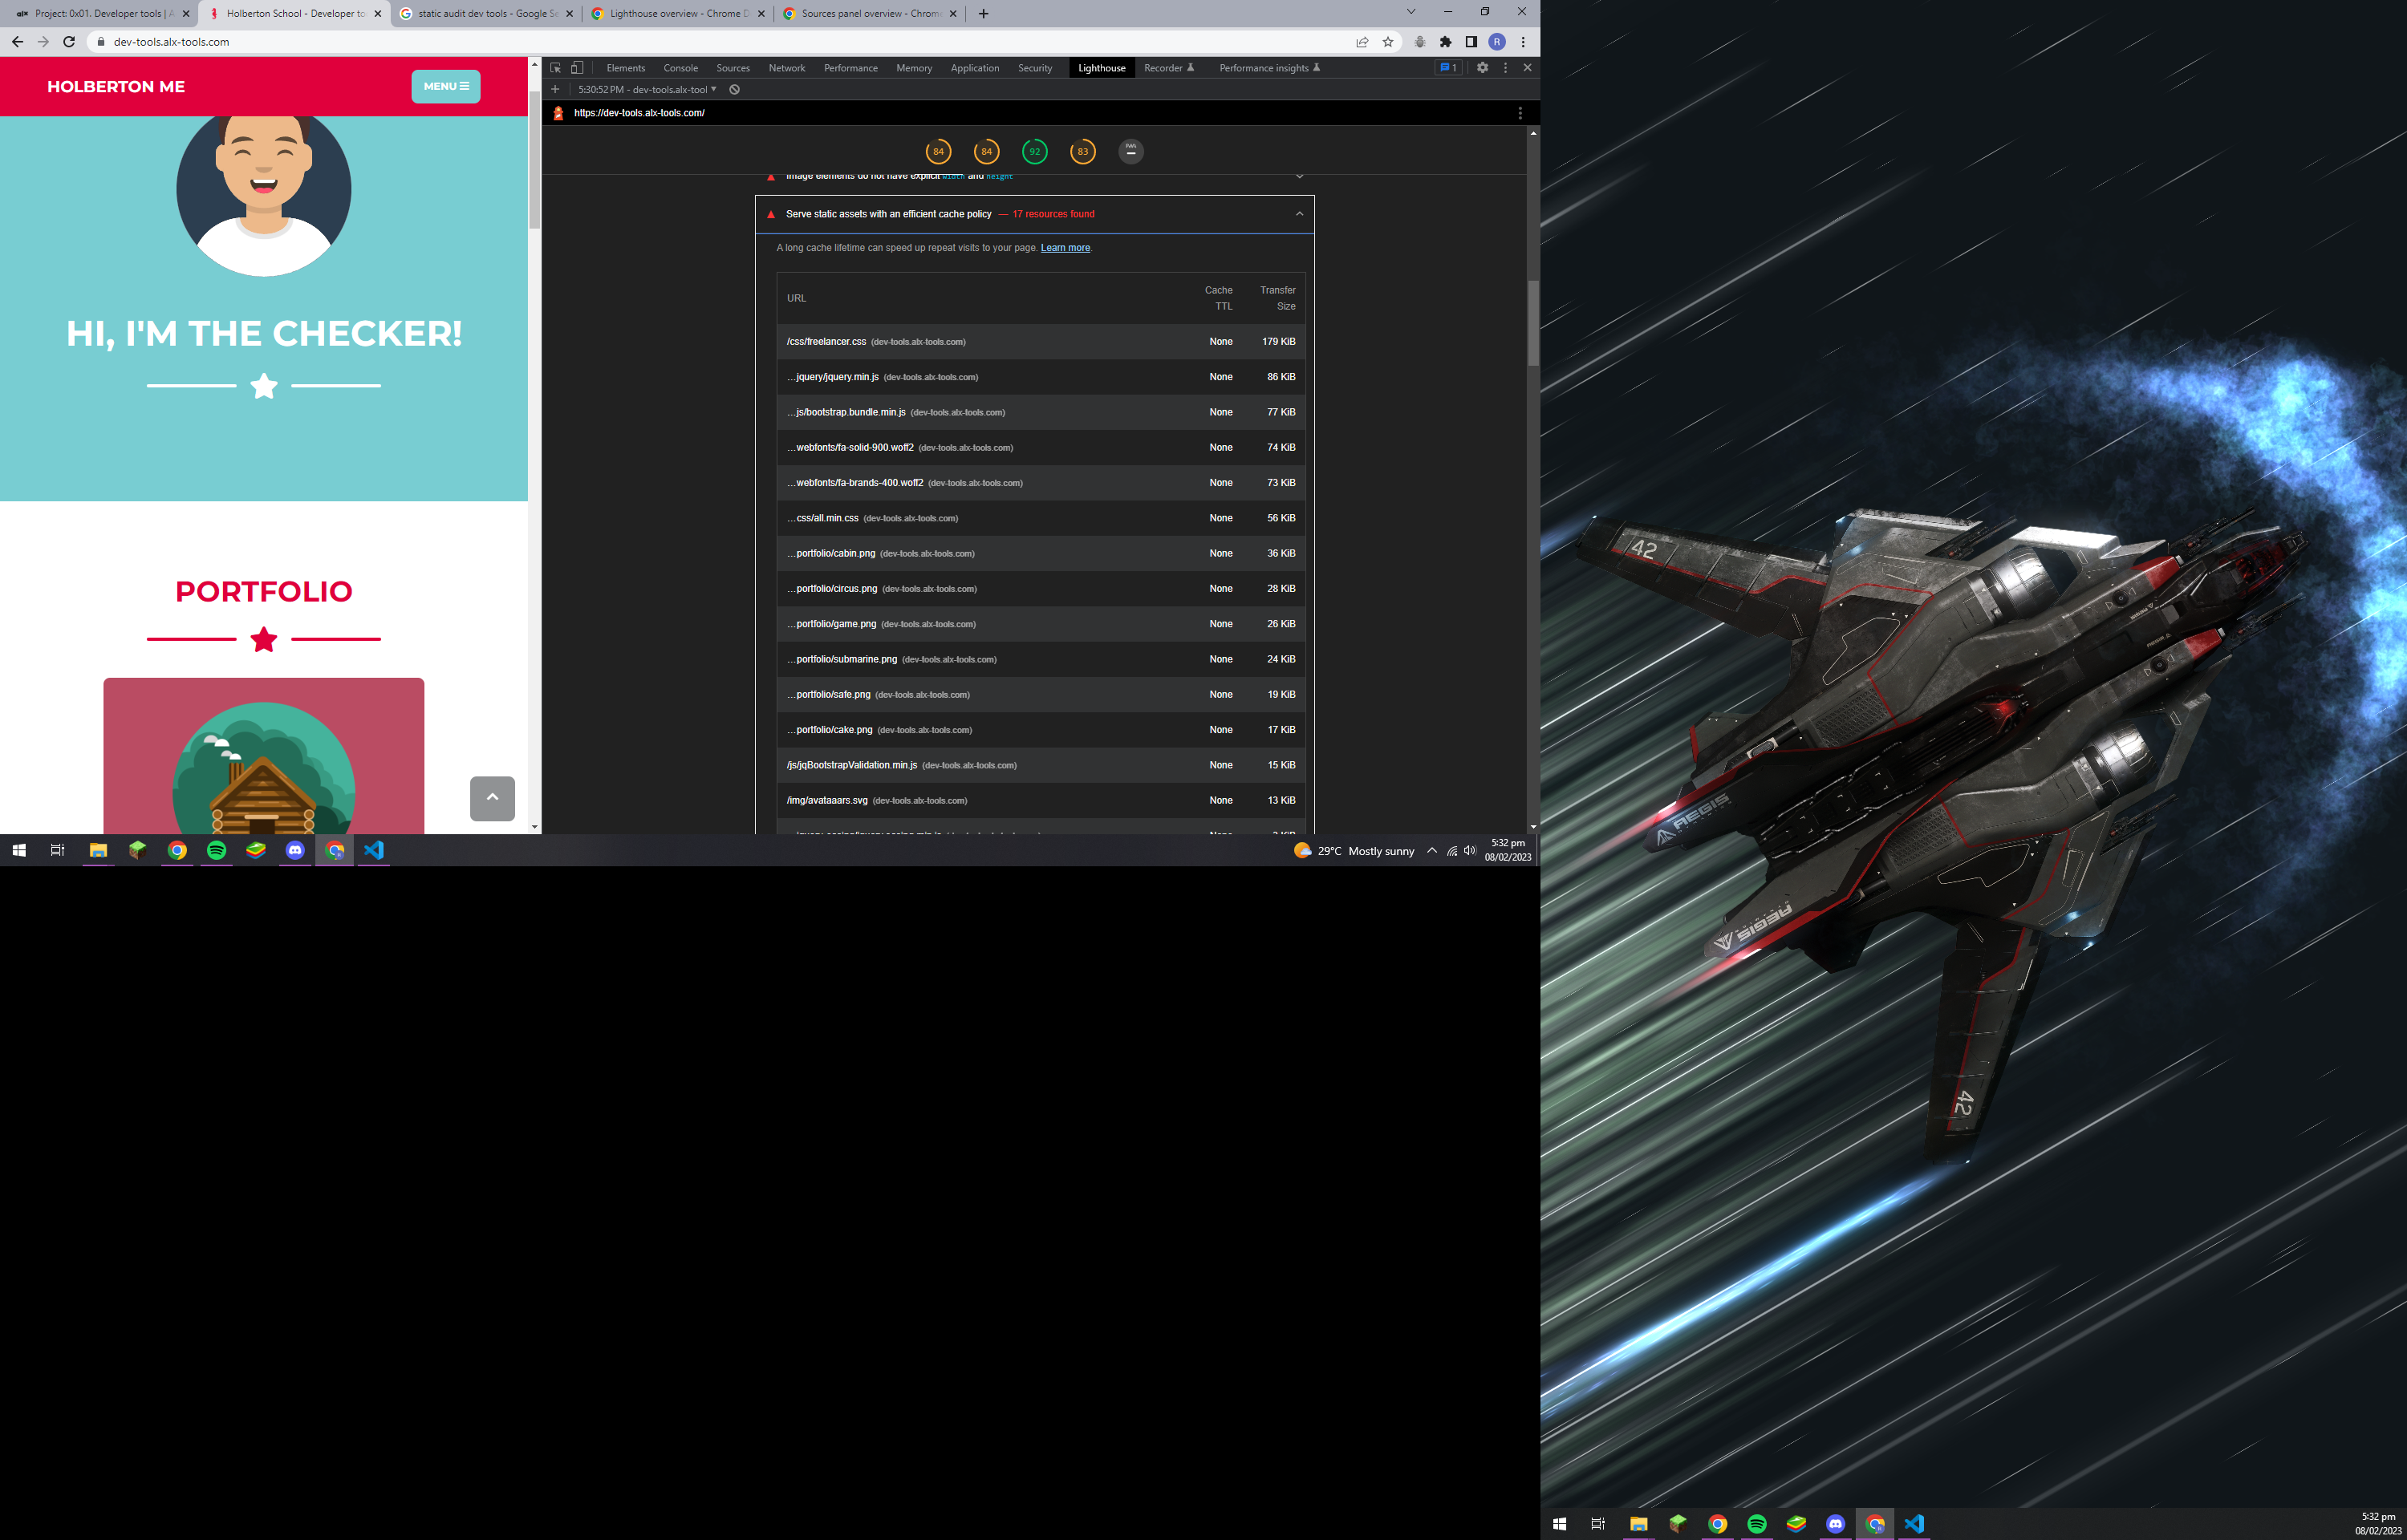 Project: 0x01. Developer tools | A
Holberton School - Developer to
static audit dev tools - Google Se
Lighthouse overview - Chrome D
Sources panel overview - Chrome
dev-tools.alx-tools.com
R
HOLBERTON ME
MENU
HI, I'M THE CHECKER!
PORTFOLIO
Elements Console Sources Network Performance Memory Application Security Lighthouse Recorder Performance insights 1
5:30:52 PM - dev-tools.alx-tool
https://dev-tools.alx-tools.com/
84 84 92 83 PWA
Image elements do not have explicit width and height
Serve static assets with an efficient cache policy — 17 resources found
A long cache lifetime can speed up repeat visits to your page. Learn more.
URL Cache TTL Transfer Size
/css/freelancer.css (dev-tools.alx-tools.com) None 179 KiB
…jquery/jquery.min.js (dev-tools.alx-tools.com) None 86 KiB
…js/bootstrap.bundle.min.js (dev-tools.alx-tools.com) None 77 KiB
…webfonts/fa-solid-900.woff2 (dev-tools.alx-tools.com) None 74 KiB
…webfonts/fa-brands-400.woff2 (dev-tools.alx-tools.com) None 73 KiB
…css/all.min.css (dev-tools.alx-tools.com) None 56 KiB
…portfolio/cabin.png (dev-tools.alx-tools.com) None 36 KiB
…portfolio/circus.png (dev-tools.alx-tools.com) None 28 KiB
…portfolio/game.png (dev-tools.alx-tools.com) None 26 KiB
…portfolio/submarine.png (dev-tools.alx-tools.com) None 24 KiB
…portfolio/safe.png (dev-tools.alx-tools.com) None 19 KiB
…portfolio/cake.png (dev-tools.alx-tools.com) None 17 KiB
/js/jqBootstrapValidation.min.js (dev-tools.alx-tools.com) None 15 KiB
/img/avataaars.svg (dev-tools.alx-tools.com) None 13 KiB
29°C Mostly sunny
5:32 pm
08/02/2023
42
AEGIS
AEGIS
42
5:32 pm
08/02/2023